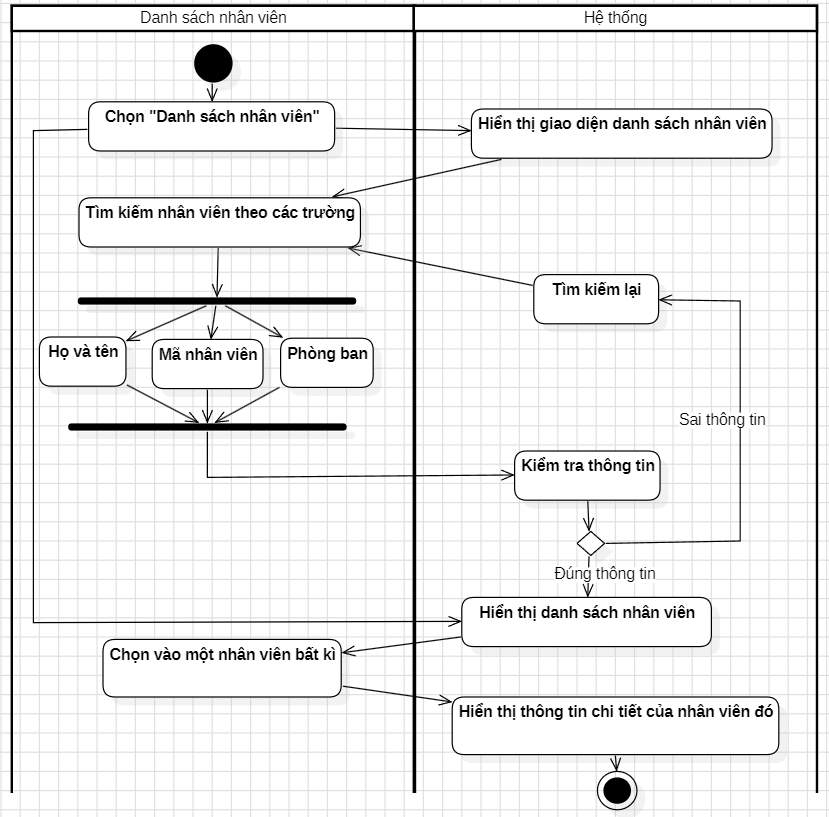 Danh sách nhân viên
Hệ thống
Chọn "Danh sách nhân viên"
Hiển thị giao diện danh sách nhân viên
Tìm kiếm nhân viên theo các trường
Tìm kiếm lại
Họ và tên
Mã nhân viên
Phòng ban
Sai thông tin
Kiểm tra thông tin
Đúng thông tin
Hiển thị danh sách nhân viên
Chọn vào một nhân viên bất kì
Hiển thị thông tin chi tiết của nhân viên đó